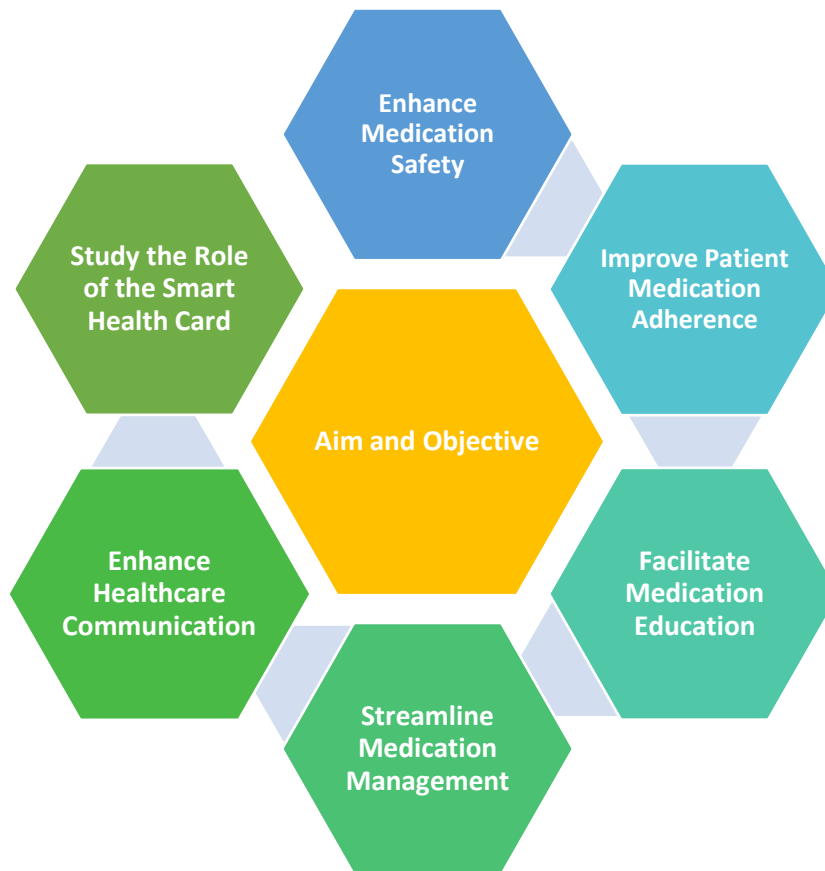 Enhance
Medication
Safety
Improve Patient
Medication
Adherence
Facilitate
Medication
Education
Streamline
Medication
Management
Enhance
Healthcare
Communication
Study the Role
of the Smart
Health Card
Aim and Objective